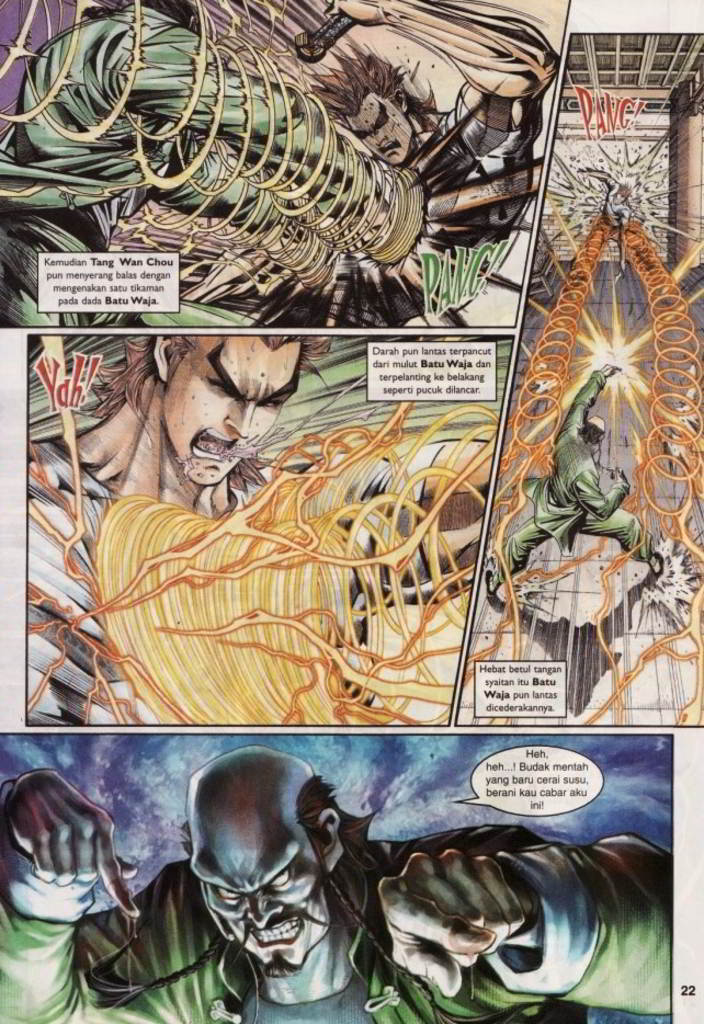 Kemudian Tang Wan Chou
pun menyerang balas dengan
mengenakan satu tikaman
pada dada Batu Waja.
PANG!
PANG!
Yah!
Darah pun lantas terpancut
dari mulut Batu Waja dan
terpelanting ke belakang
seperti pucuk dilancar.
Hebat betul tangan
syaitan itu Batu
Waja pun lantas
dicederakannya.
Heh,
heh...! Budak mentah
yang baru cerai susu,
berani kau cabar aku
ini!
22